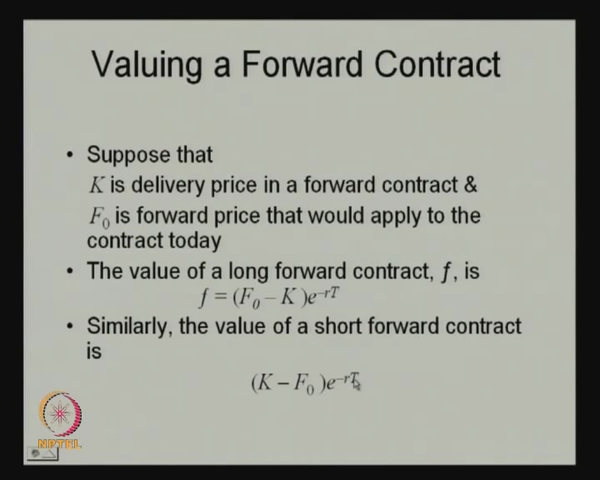 Valuing a Forward Contract
• Suppose that
K is delivery price in a forward contract &
F₀ is forward price that would apply to the
contract today
• The value of a long forward contract, ƒ, is
f = (F₀ – K )e⁻ʳᵀ
• Similarly, the value of a short forward contract
is
(K – F₀ )e⁻ʳᵀ
NPTEL